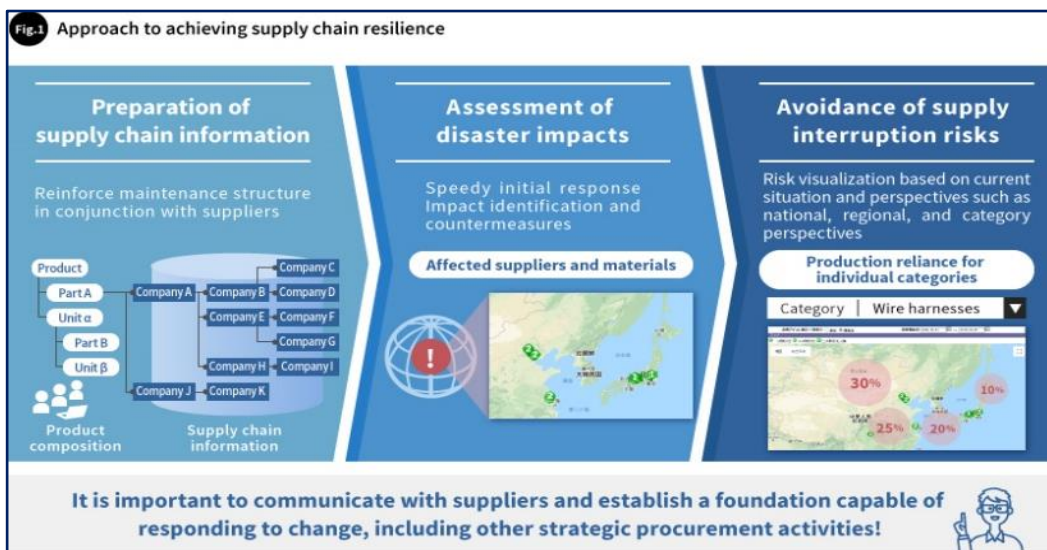 Fig.1 Approach to achieving supply chain resilience
Preparation of
supply chain information
Reinforce maintenance structure
in conjunction with suppliers
Product
Part A
Unit α
Part B
Unit β
Company A
Company B
Company C
Company D
Company E
Company F
Company G
Company H
Company I
Company J
Company K
Product
composition
Supply chain
information
Assessment of
disaster impacts
Speedy initial response
Impact identification and
countermeasures
Affected suppliers and materials
!
Avoidance of supply
interruption risks
Risk visualization based on current
situation and perspectives such as
national, regional, and category
perspectives
Production reliance for
individual categories
Category | Wire harnesses
30%
10%
25%
20%
It is important to communicate with suppliers and establish a foundation capable of
responding to change, including other strategic procurement activities!